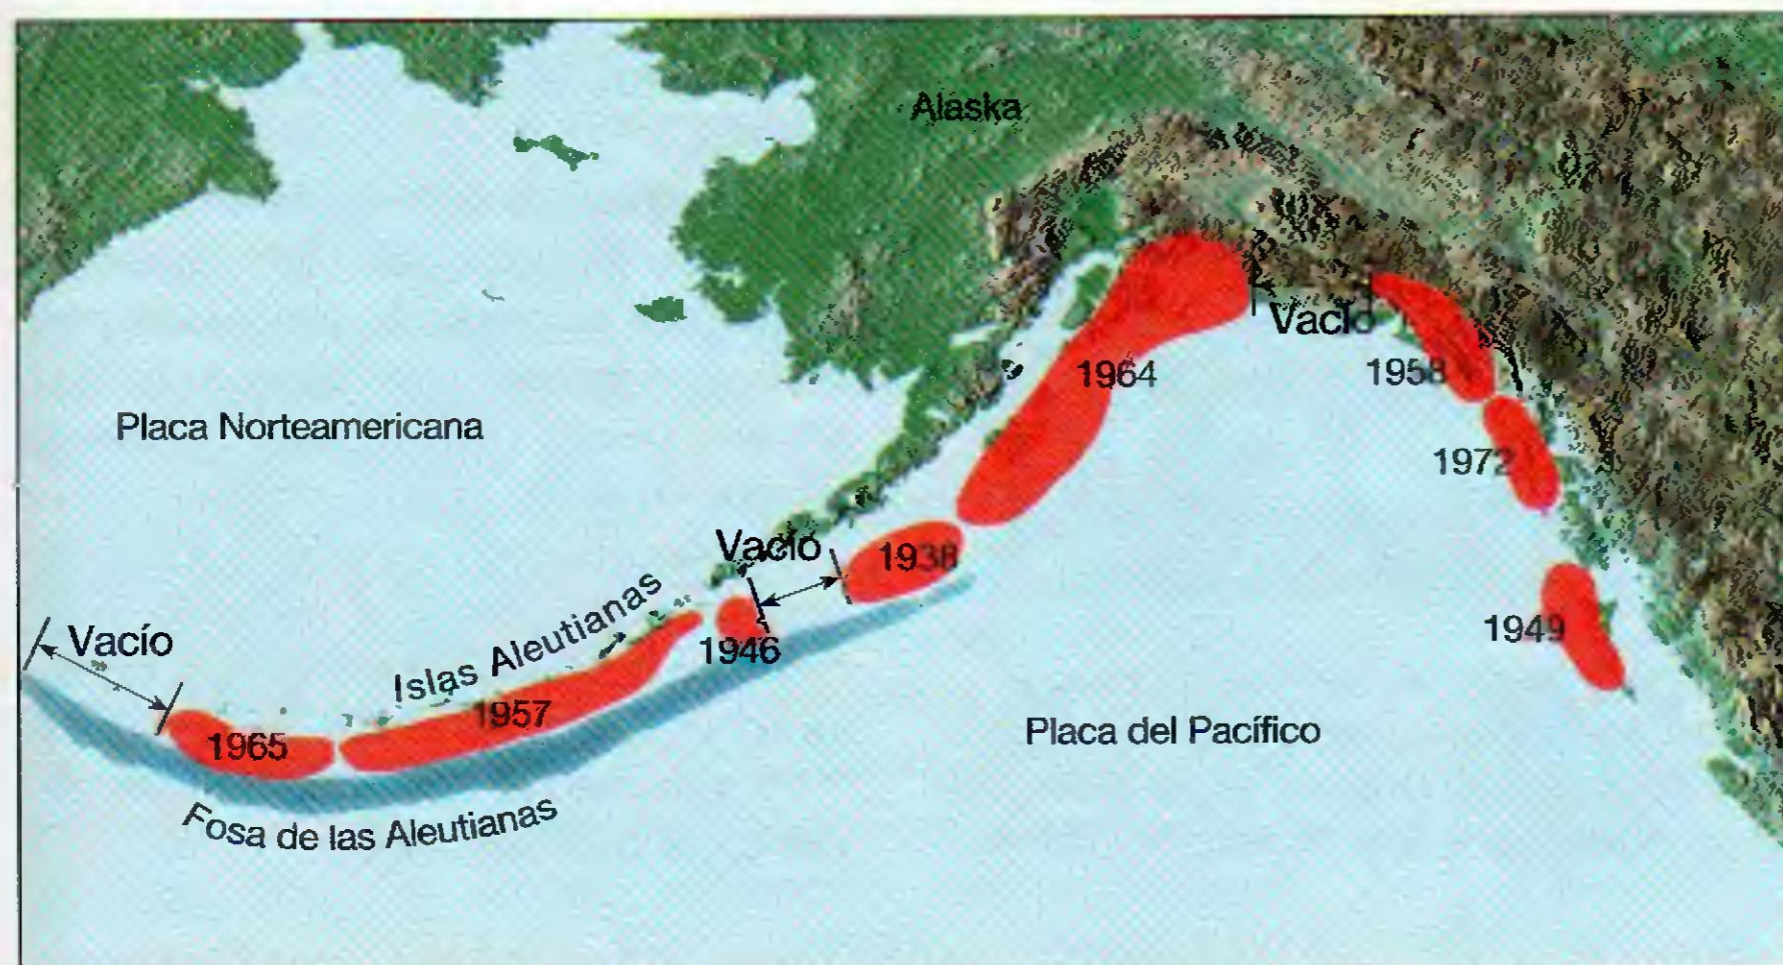 Alaska
Vacío
1964
1958
Placa Norteamericana
1972
Vacío
1938
Islas Aleutianas
Vacío
1946
1949
1957
1965
Placa del Pacífico
Fosa de las Aleutianas